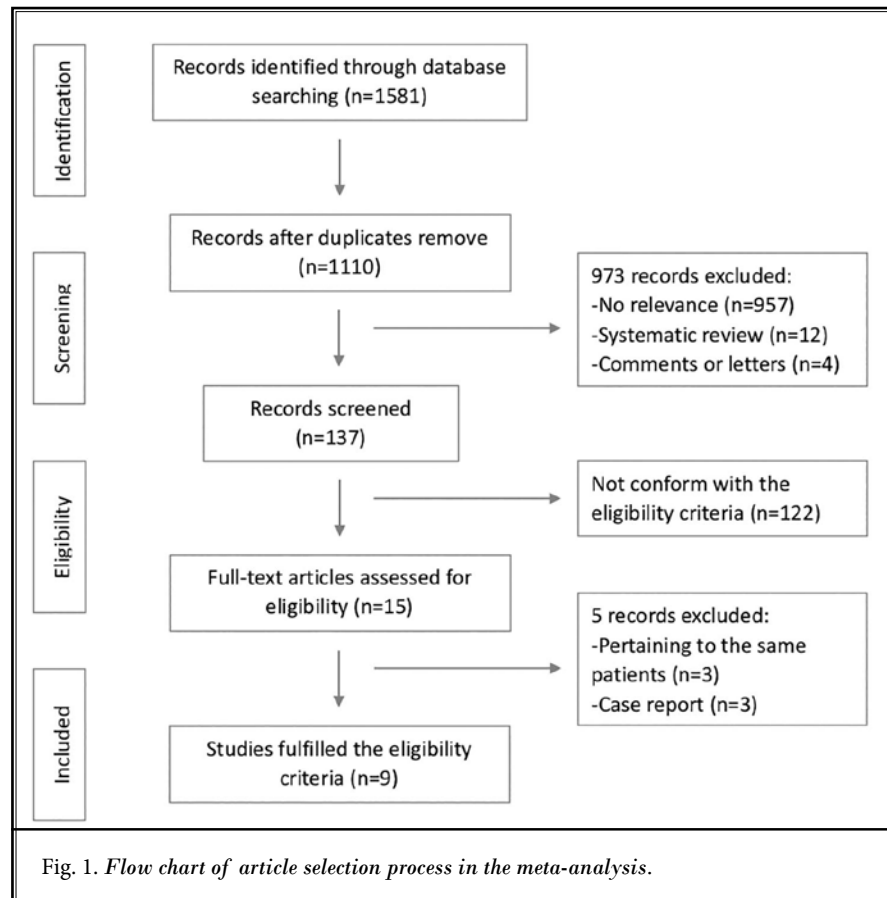 Identification
Records identified through database
searching (n=1581)
Records after duplicates remove
(n=1110)
Screening
973 records excluded:
-No relevance (n=957)
-Systematic review (n=12)
-Comments or letters (n=4)
Records screened
(n=137)
Eligibility
Not conform with the
eligibility criteria (n=122)
Full-text articles assessed for
eligibility (n=15)
5 records excluded:
-Pertaining to the same
patients (n=3)
-Case report (n=3)
Included
Studies fulfilled the eligibility
criteria (n=9)
Fig. 1. Flow chart of article selection process in the meta-analysis.